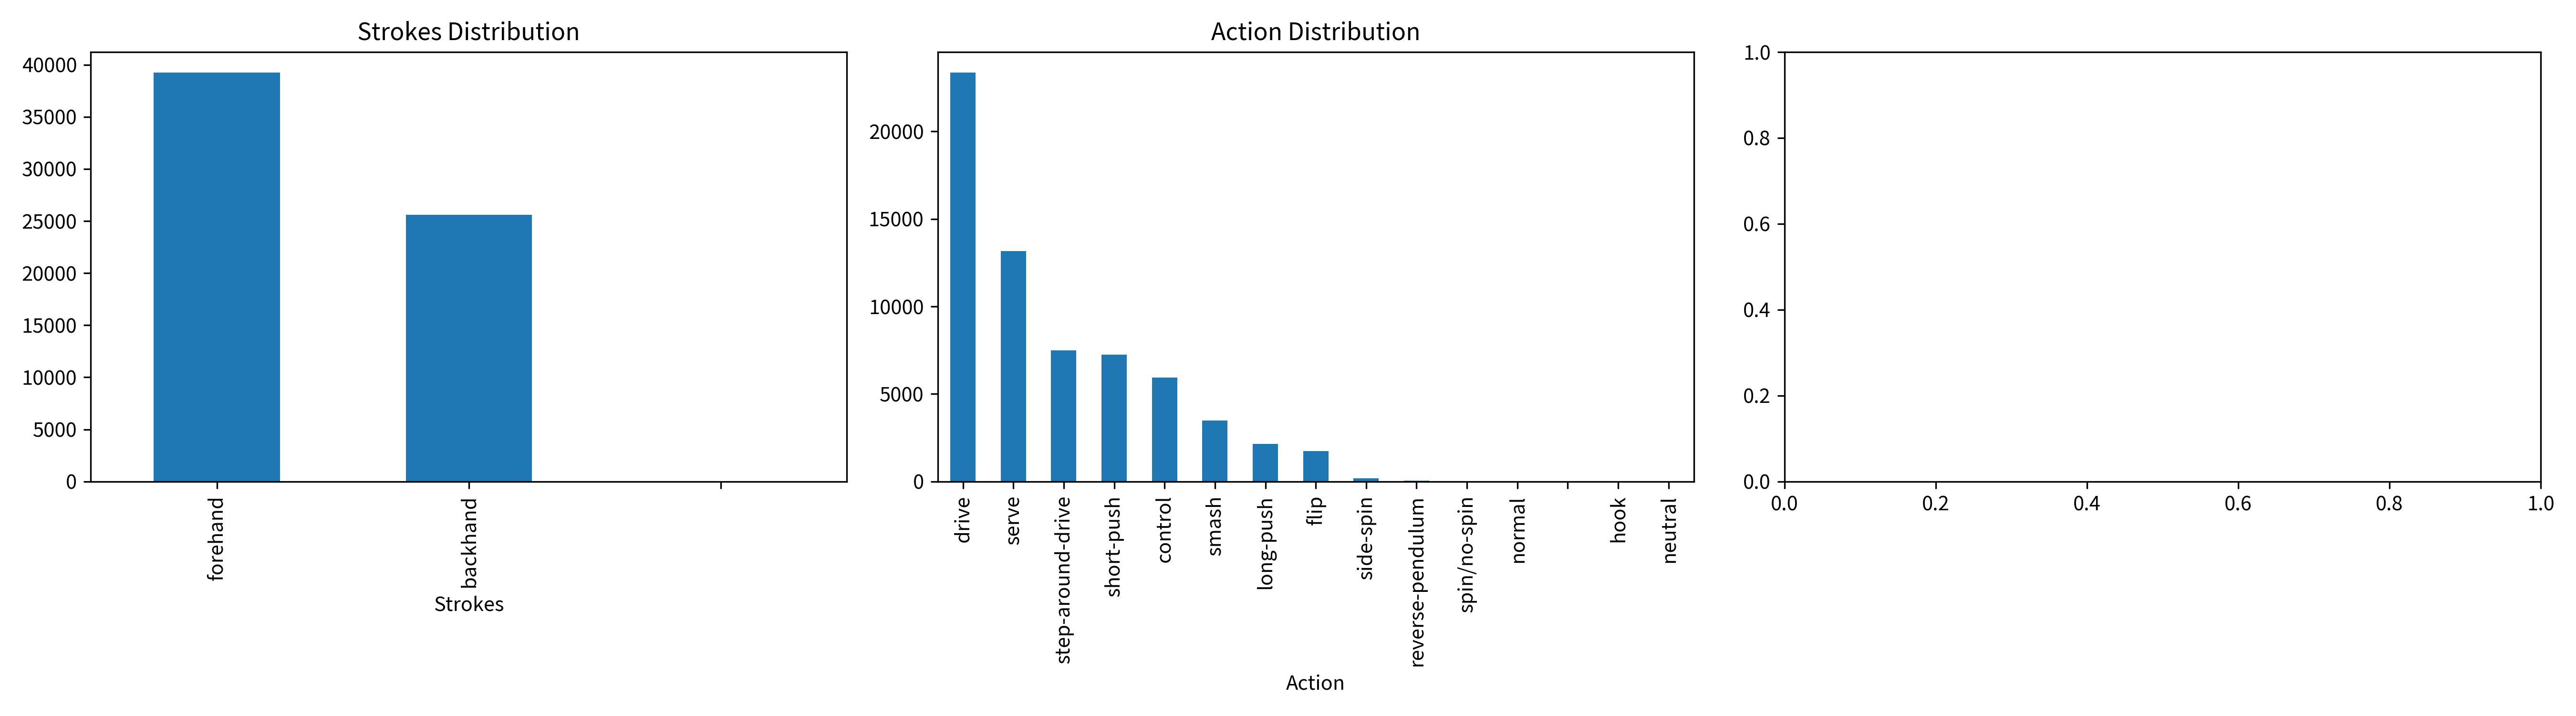 Strokes Distribution
40000
35000
30000
25000
20000
15000
10000
5000
0
forehand
backhand
Strokes
Action Distribution
20000
15000
10000
5000
0
drive
serve
step-around-drive
short-push
control
smash
long-push
flip
side-spin
reverse-pendulum
spin/no-spin
normal
hook
neutral
Action
1.0
0.8
0.6
0.4
0.2
0.0
0.0 0.2 0.4 0.6 0.8 1.0